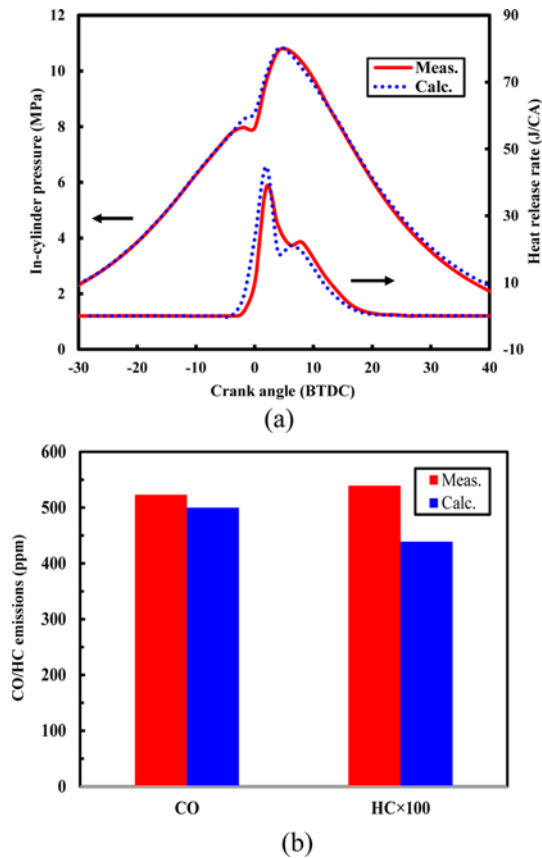 12
10
8
6
4
2
0
In-cylinder pressure (MPa)
90
70
50
30
10
-10
Heat release rate (J/CA)
Meas.
Calc.
-30
-20
-10
0
10
20
30
40
Crank angle (BTDC)
(a)
600
500
400
300
200
100
0
CO/HC emissions (ppm)
Meas.
Calc.
CO
HC×100
(b)